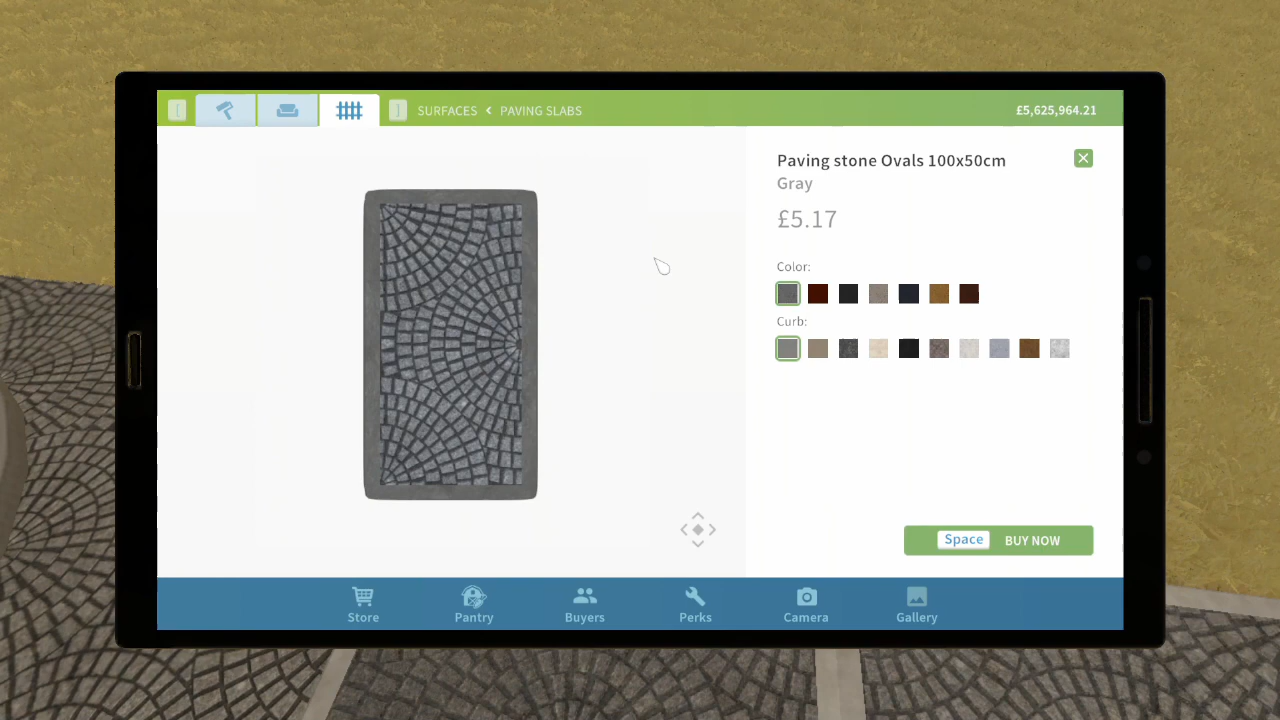 [
]
SURFACES < PAVING SLABS
£5,625,964.21
Paving stone Ovals 100x50cm
Gray
£5.17
Color:
Curb:
Space BUY NOW
Store
Pantry
Buyers
Perks
Camera
Gallery